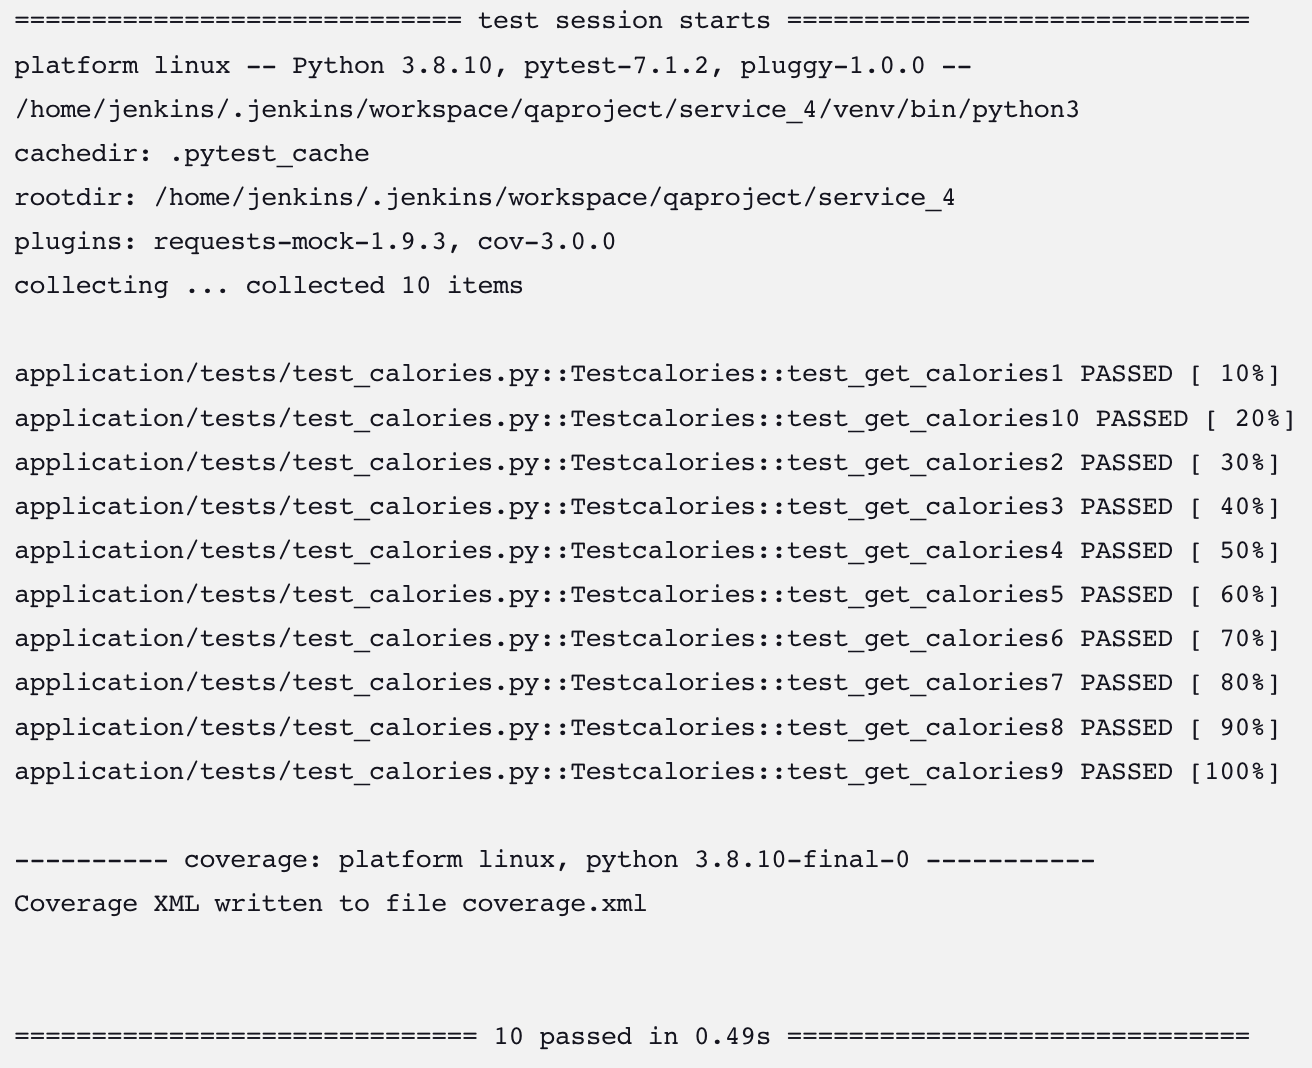 ============================= test session starts ==============================
platform linux -- Python 3.8.10, pytest-7.1.2, pluggy-1.0.0 --
/home/jenkins/.jenkins/workspace/qaproject/service_4/venv/bin/python3
cachedir: .pytest_cache
rootdir: /home/jenkins/.jenkins/workspace/qaproject/service_4
plugins: requests-mock-1.9.3, cov-3.0.0
collecting ... collected 10 items
application/tests/test_calories.py::Testcalories::test_get_calories1 PASSED [ 10%]
application/tests/test_calories.py::Testcalories::test_get_calories10 PASSED [ 20%]
application/tests/test_calories.py::Testcalories::test_get_calories2 PASSED [ 30%]
application/tests/test_calories.py::Testcalories::test_get_calories3 PASSED [ 40%]
application/tests/test_calories.py::Testcalories::test_get_calories4 PASSED [ 50%]
application/tests/test_calories.py::Testcalories::test_get_calories5 PASSED [ 60%]
application/tests/test_calories.py::Testcalories::test_get_calories6 PASSED [ 70%]
application/tests/test_calories.py::Testcalories::test_get_calories7 PASSED [ 80%]
application/tests/test_calories.py::Testcalories::test_get_calories8 PASSED [ 90%]
application/tests/test_calories.py::Testcalories::test_get_calories9 PASSED [100%]
---------- coverage: platform linux, python 3.8.10-final-0 -----------
Coverage XML written to file coverage.xml
============================== 10 passed in 0.49s ==============================